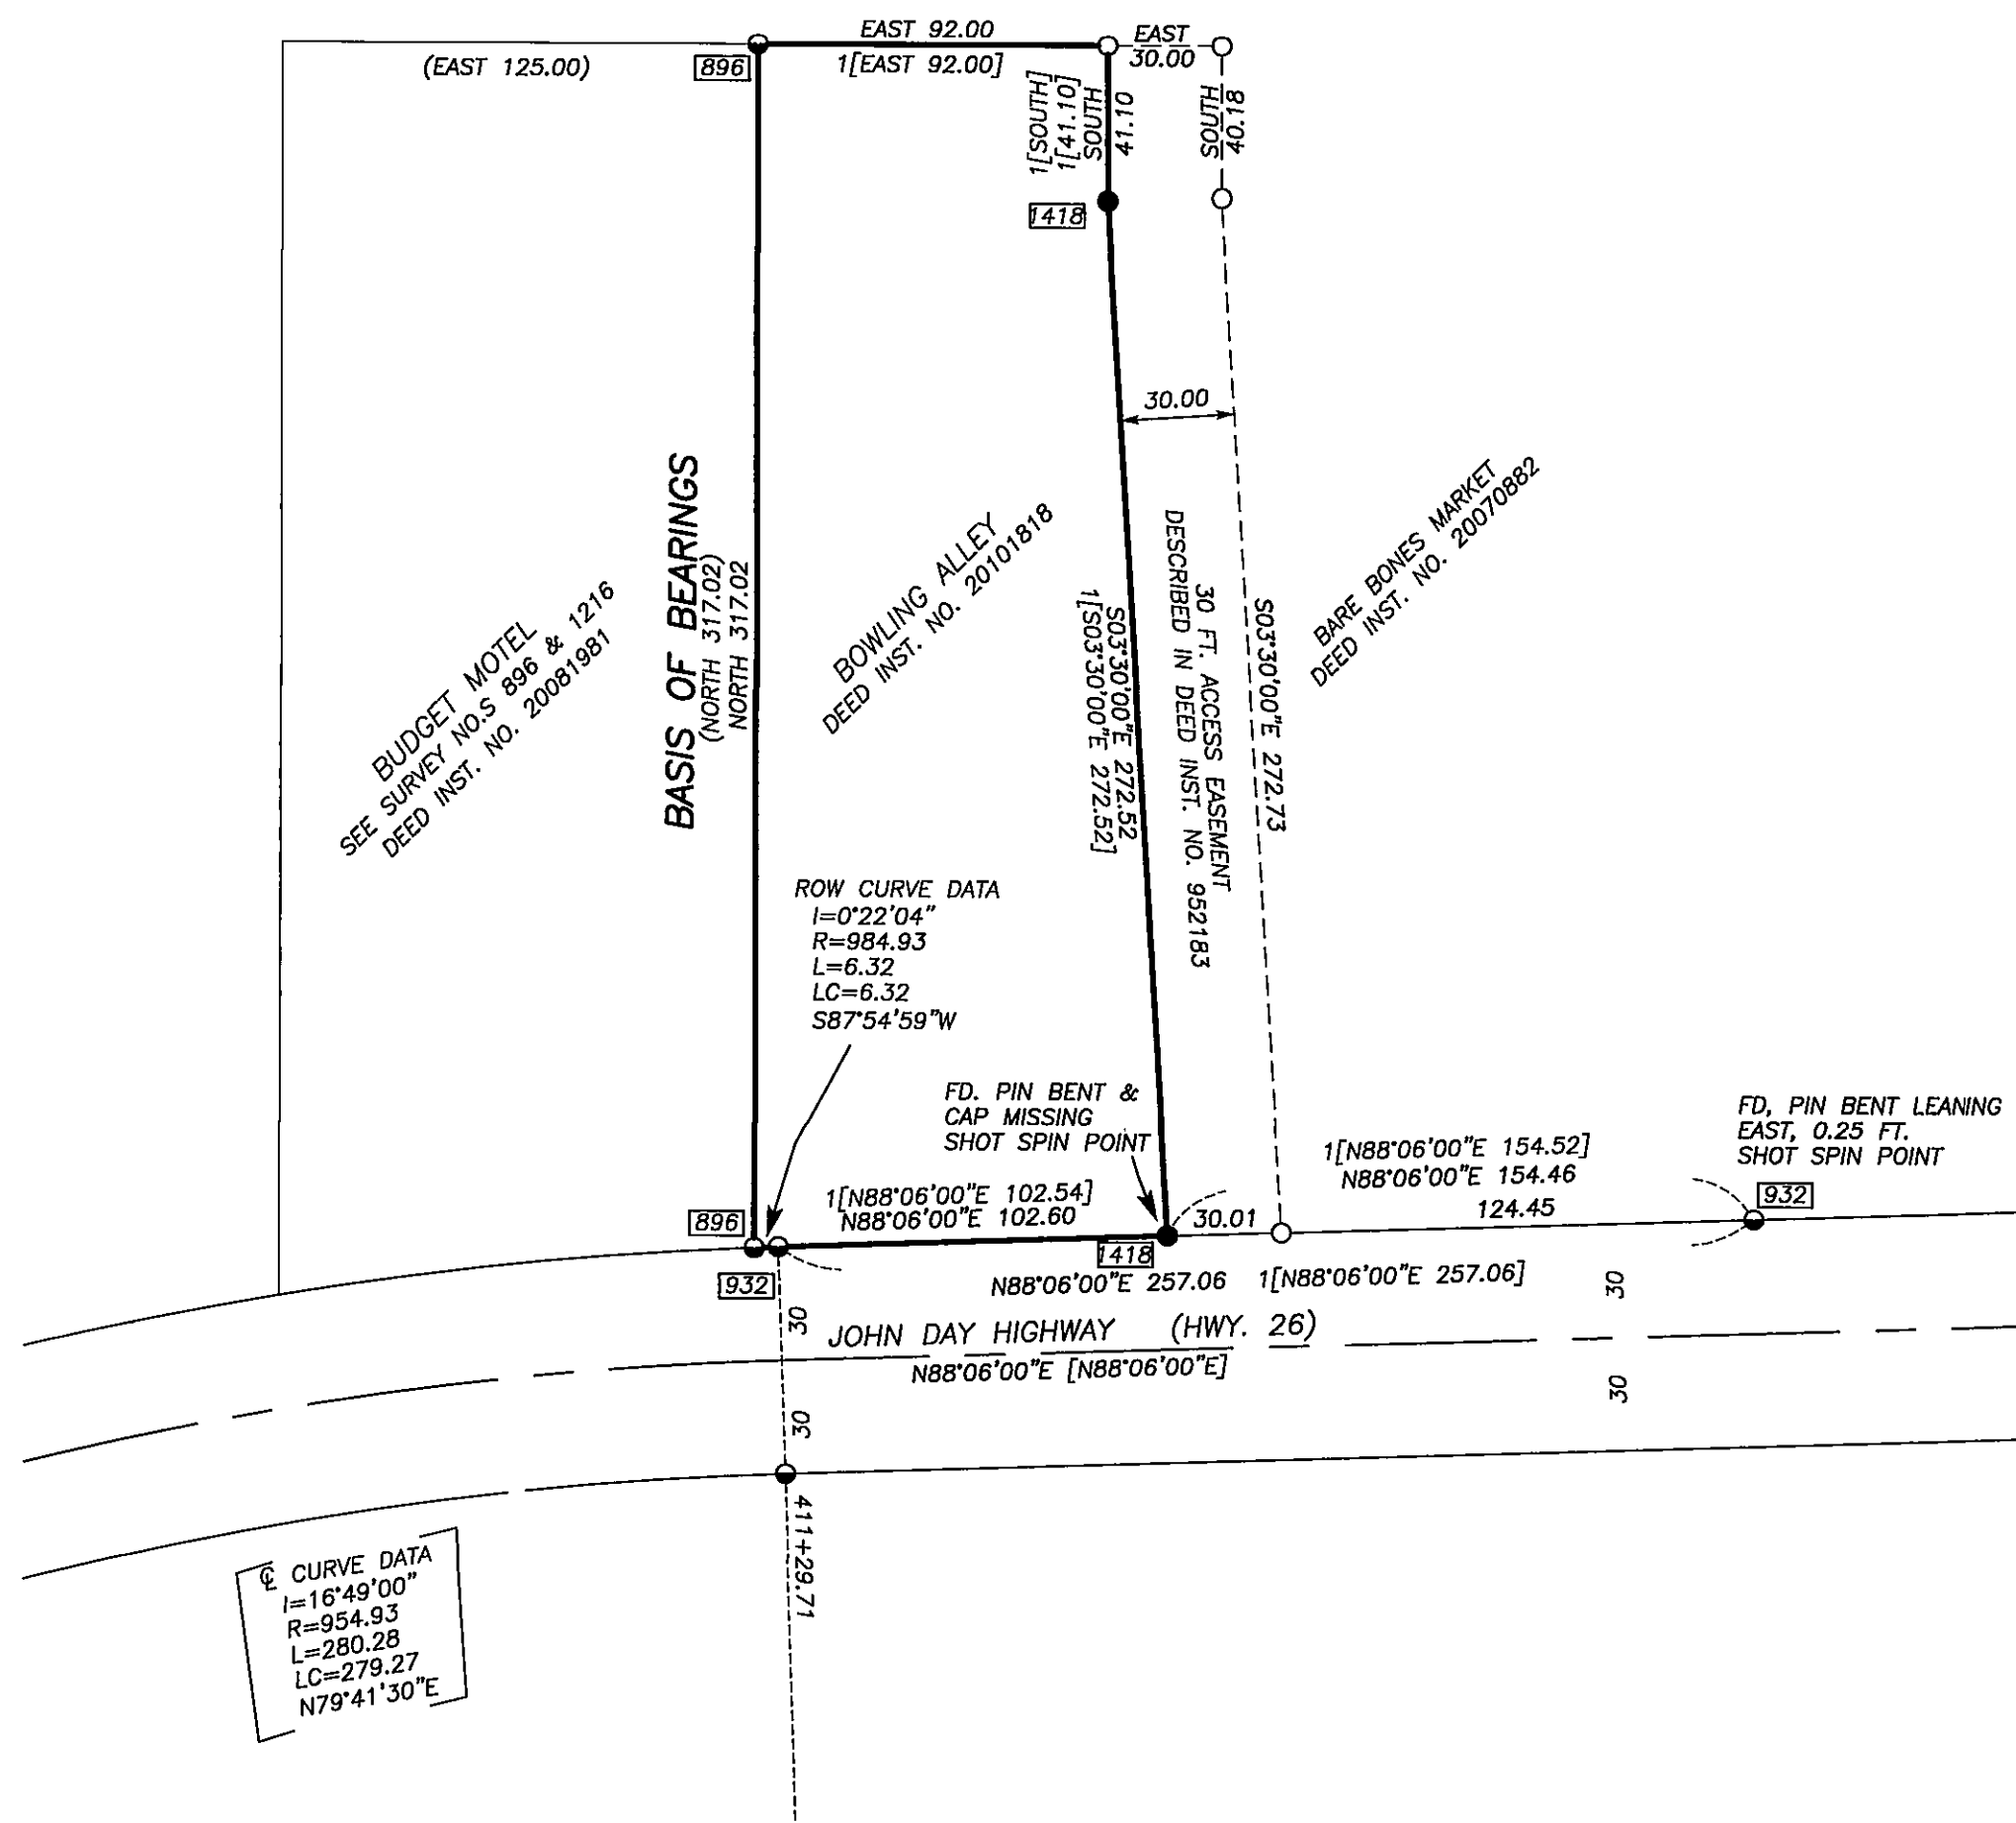 EAST 92.00
1[EAST 92.00]
(EAST 125.00)
896
EAST
30.00
1[SOUTH]
1[41.10]
SOUTH
41.10
SOUTH
40.18
1418
30.00
BASIS OF BEARINGS
(NORTH 317.02)
NORTH 317.02
BUDGET MOTEL
SEE SURVEY NO.S 896 & 1216
DEED INST. NO. 20081981
BOWLING ALLEY
DEED INST. NO. 20101818
S03°30'00"E 272.52
1[S03°30'00"E 272.52]
30 FT. ACCESS EASEMENT
DESCRIBED IN DEED INST. NO. 952183
S03°30'00"E 272.73
BARE BONES MARKET
DEED INST. NO. 20070882
ROW CURVE DATA
I=0°22'04"
R=984.93
L=6.32
LC=6.32
S87°54'59"W
FD. PIN BENT &
CAP MISSING
SHOT SPIN POINT
FD, PIN BENT LEANING
EAST, 0.25 FT.
SHOT SPIN POINT
1[N88°06'00"E 102.54]
N88°06'00"E 102.60
1[N88°06'00"E 154.52]
N88°06'00"E 154.46
30.01
124.45
932
896
932
1418
N88°06'00"E 257.06 1[N88°06'00"E 257.06]
30
30
JOHN DAY HIGHWAY (HWY. 26)
N88°06'00"E [N88°06'00"E]
30
30
411+29.71
℄ CURVE DATA
I=16°49'00"
R=954.93
L=280.28
LC=279.27
N79°41'30"E